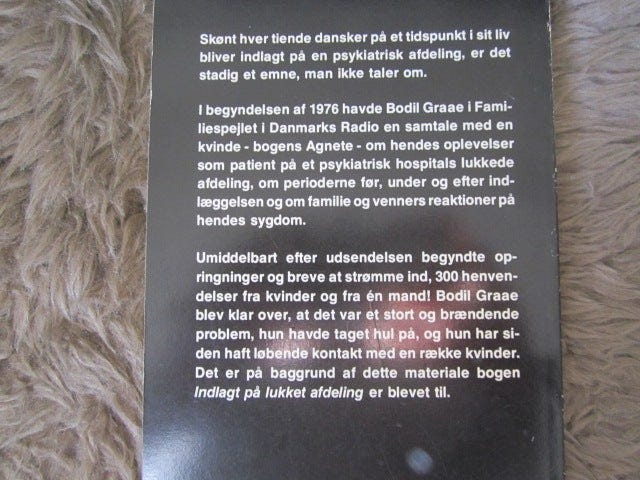 Skønt hver tiende dansker på et tidspunkt i sit liv
bliver indlagt på en psykiatrisk afdeling, er det
stadig et emne, man ikke taler om.
I begyndelsen af 1976 havde Bodil Graae i Fami-
liespejlet i Danmarks Radio en samtale med en
kvinde - bogens Agnete - om hendes oplevelser
som patient på et psykiatrisk hospitals lukkede
afdeling, om perioderne før, under og efter ind-
læggelsen og om familie og venners reaktioner på
hendes sygdom.
Umiddelbart efter udsendelsen begyndte op-
ringninger og breve at strømme ind, 300 henven-
delser fra kvinder og fra én mand! Bodil Graae
blev klar over, at det var et stort og brændende
problem, hun havde taget hul på, og hun har si-
den haft løbende kontakt med en række kvinder.
Det er på baggrund af dette materiale bogen
Indlagt på lukket afdeling er blevet til.